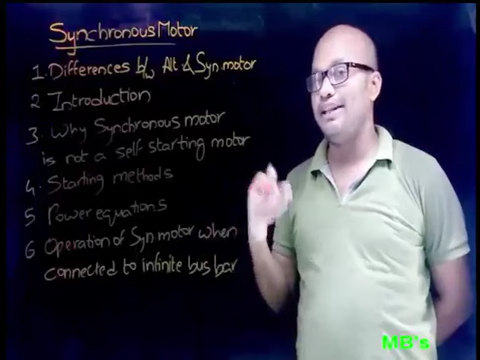 Synchronous Motor
1. Differences b/w Alt & Syn.motor
2 Introduction
3. Why Synchronous motor
is not a self starting motor
4. Starting methods
5 Power equations
6 Operation of Syn motor when
connected to infinite bus bar
MB's